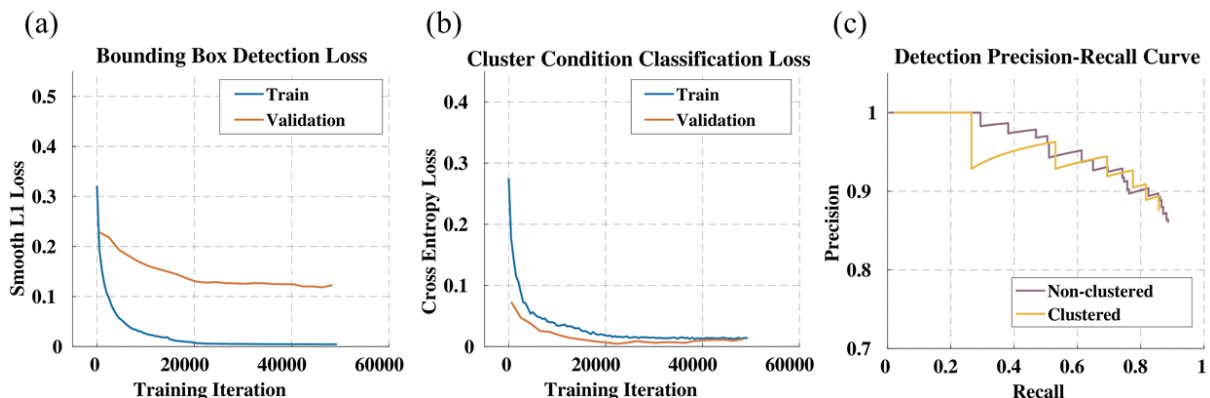 (a)
Bounding Box Detection Loss
0.5
0.4
0.3
0.2
0.1
0
Smooth L1 Loss
Train
Validation
0
20000
40000
60000
Training Iteration
(b)
Cluster Condition Classification Loss
0.4
0.3
0.2
0.1
0
Cross Entropy Loss
Train
Validation
0
20000
40000
60000
Training Iteration
(c)
Detection Precision-Recall Curve
1
0.9
0.8
0.7
Precision
Non-clustered
Clustered
0
0.2
0.4
0.6
0.8
1
Recall